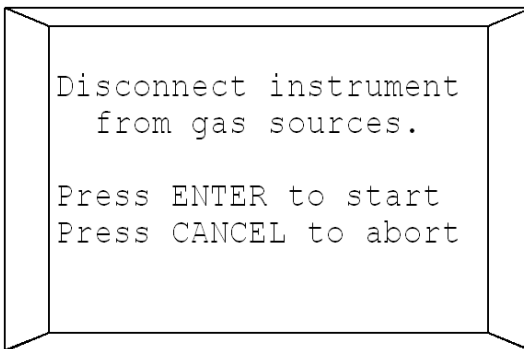 Disconnect instrument
from gas sources.
Press ENTER to start
Press CANCEL to abort